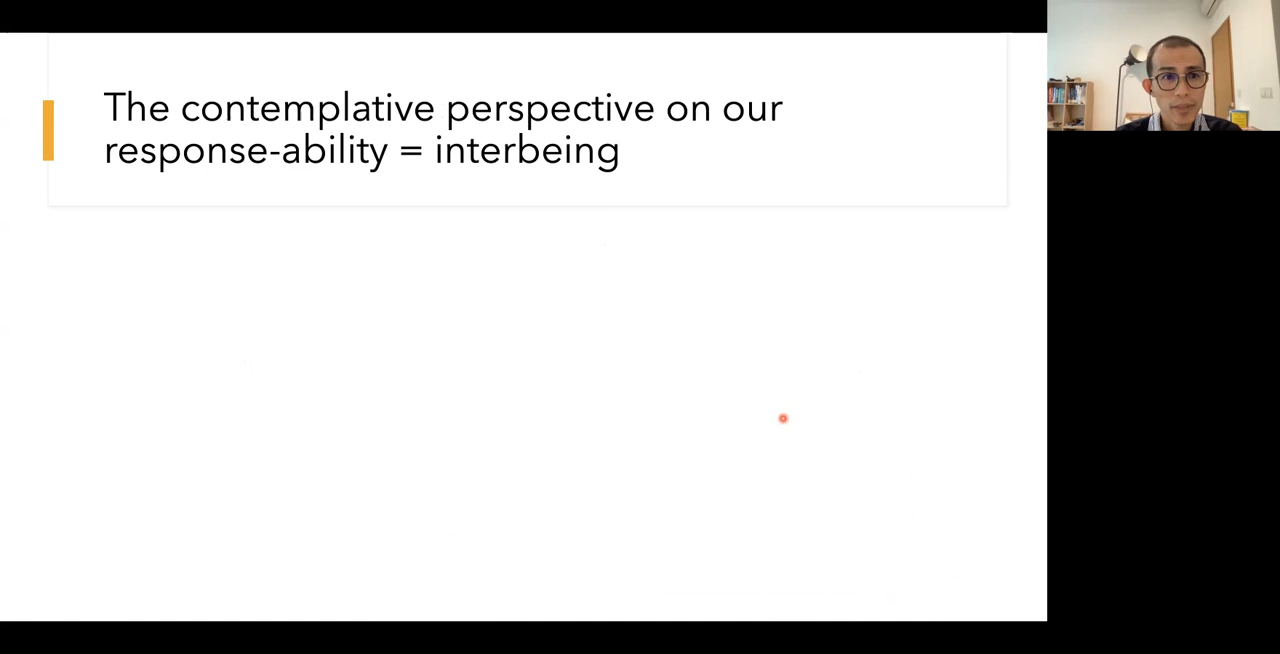 The contemplative perspective on our
response-ability = interbeing